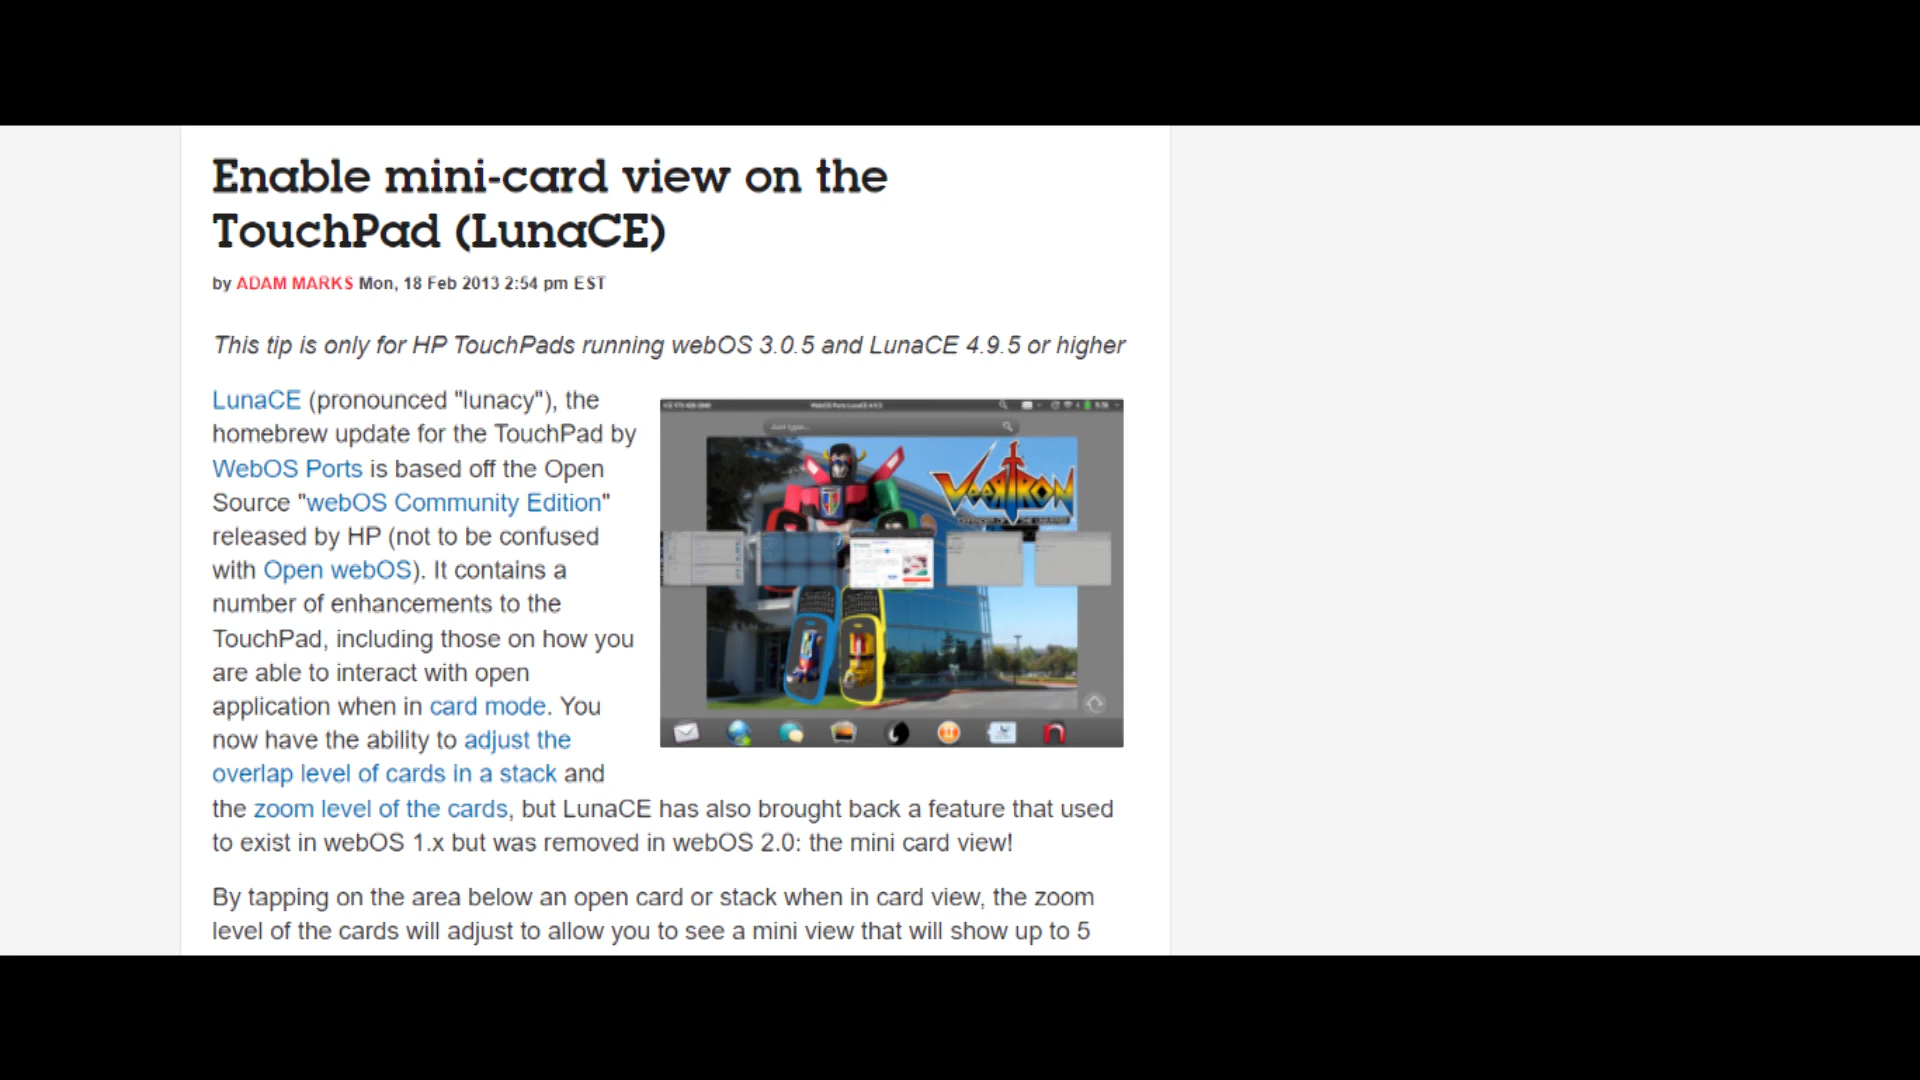 Enable mini-card view on the
TouchPad (LunaCE)
by ADAM MARKS Mon, 18 Feb 2013 2:54 pm EST
This tip is only for HP TouchPads running webOS 3.0.5 and LunaCE 4.9.5 or higher
LunaCE (pronounced "lunacy"), the
homebrew update for the TouchPad by
WebOS Ports is based off the Open
Source "webOS Community Edition"
released by HP (not to be confused
with Open webOS). It contains a
number of enhancements to the
TouchPad, including those on how you
are able to interact with open
application when in card mode. You
now have the ability to adjust the
overlap level of cards in a stack and
the zoom level of the cards, but LunaCE has also brought back a feature that used
to exist in webOS 1.x but was removed in webOS 2.0: the mini card view!
By tapping on the area below an open card or stack when in card view, the zoom
level of the cards will adjust to allow you to see a mini view that will show up to 5
Just type...
DEFENDER OF THE UNIVERSE